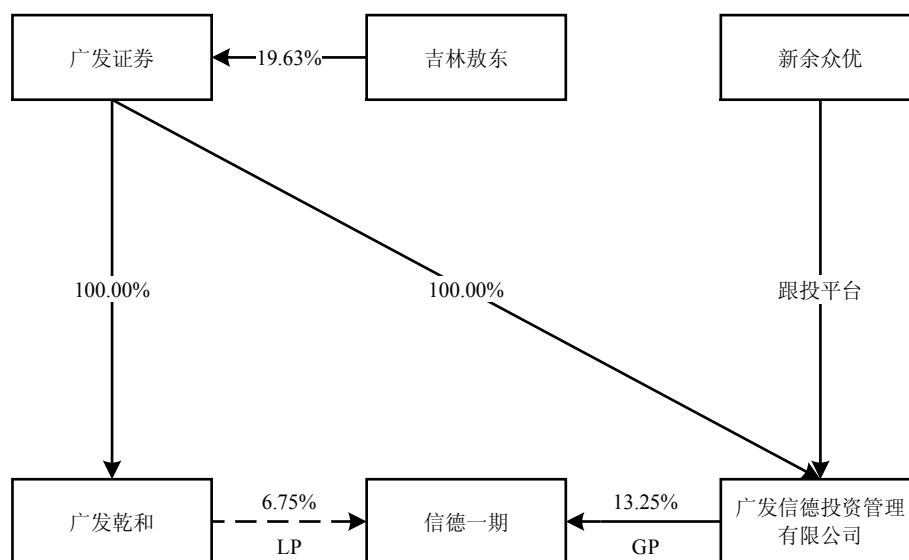 广发证券
19.63%
吉林敖东
新余众优
100.00%
100.00%
跟投平台
广发乾和
6.75%
LP
信德一期
13.25%
GP
广发信德投资管理
有限公司